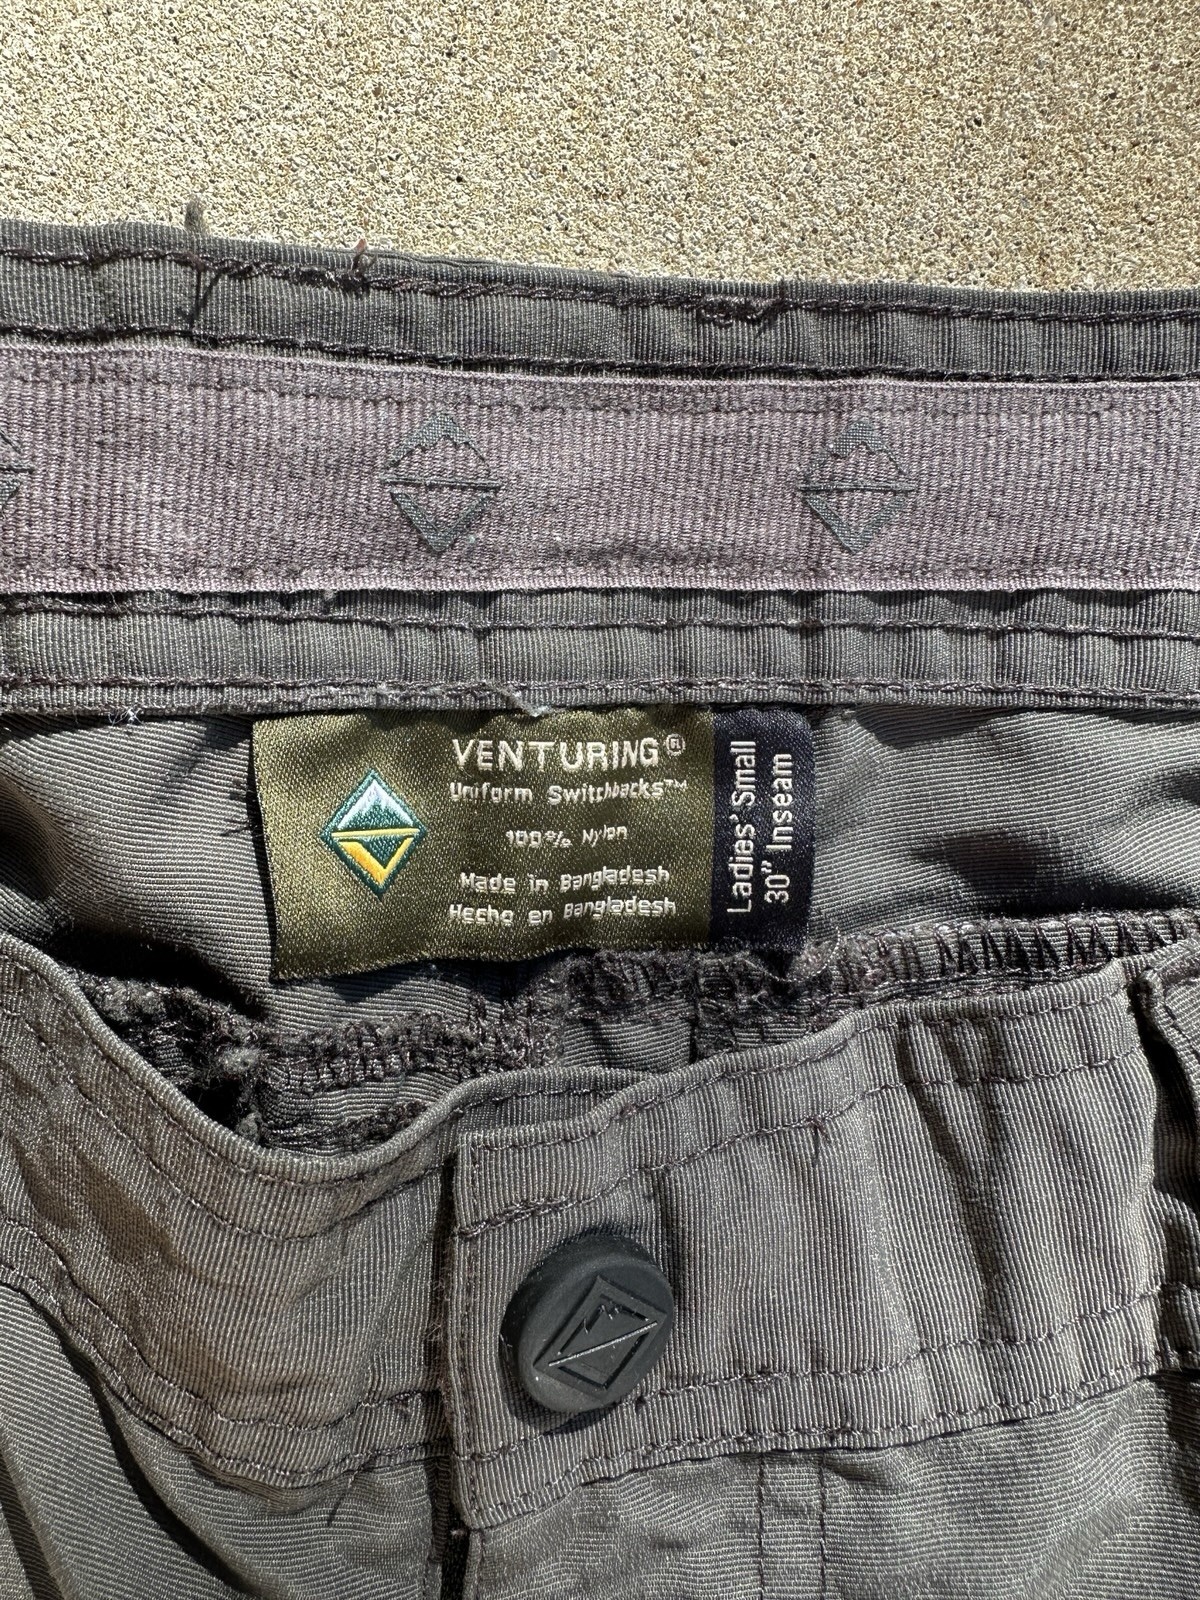 VENTURING®
Uniform Switchbacks™
100% Nylon
Made in Bangladesh
Hecho en Bangladesh
Ladies' Small
30" Inseam